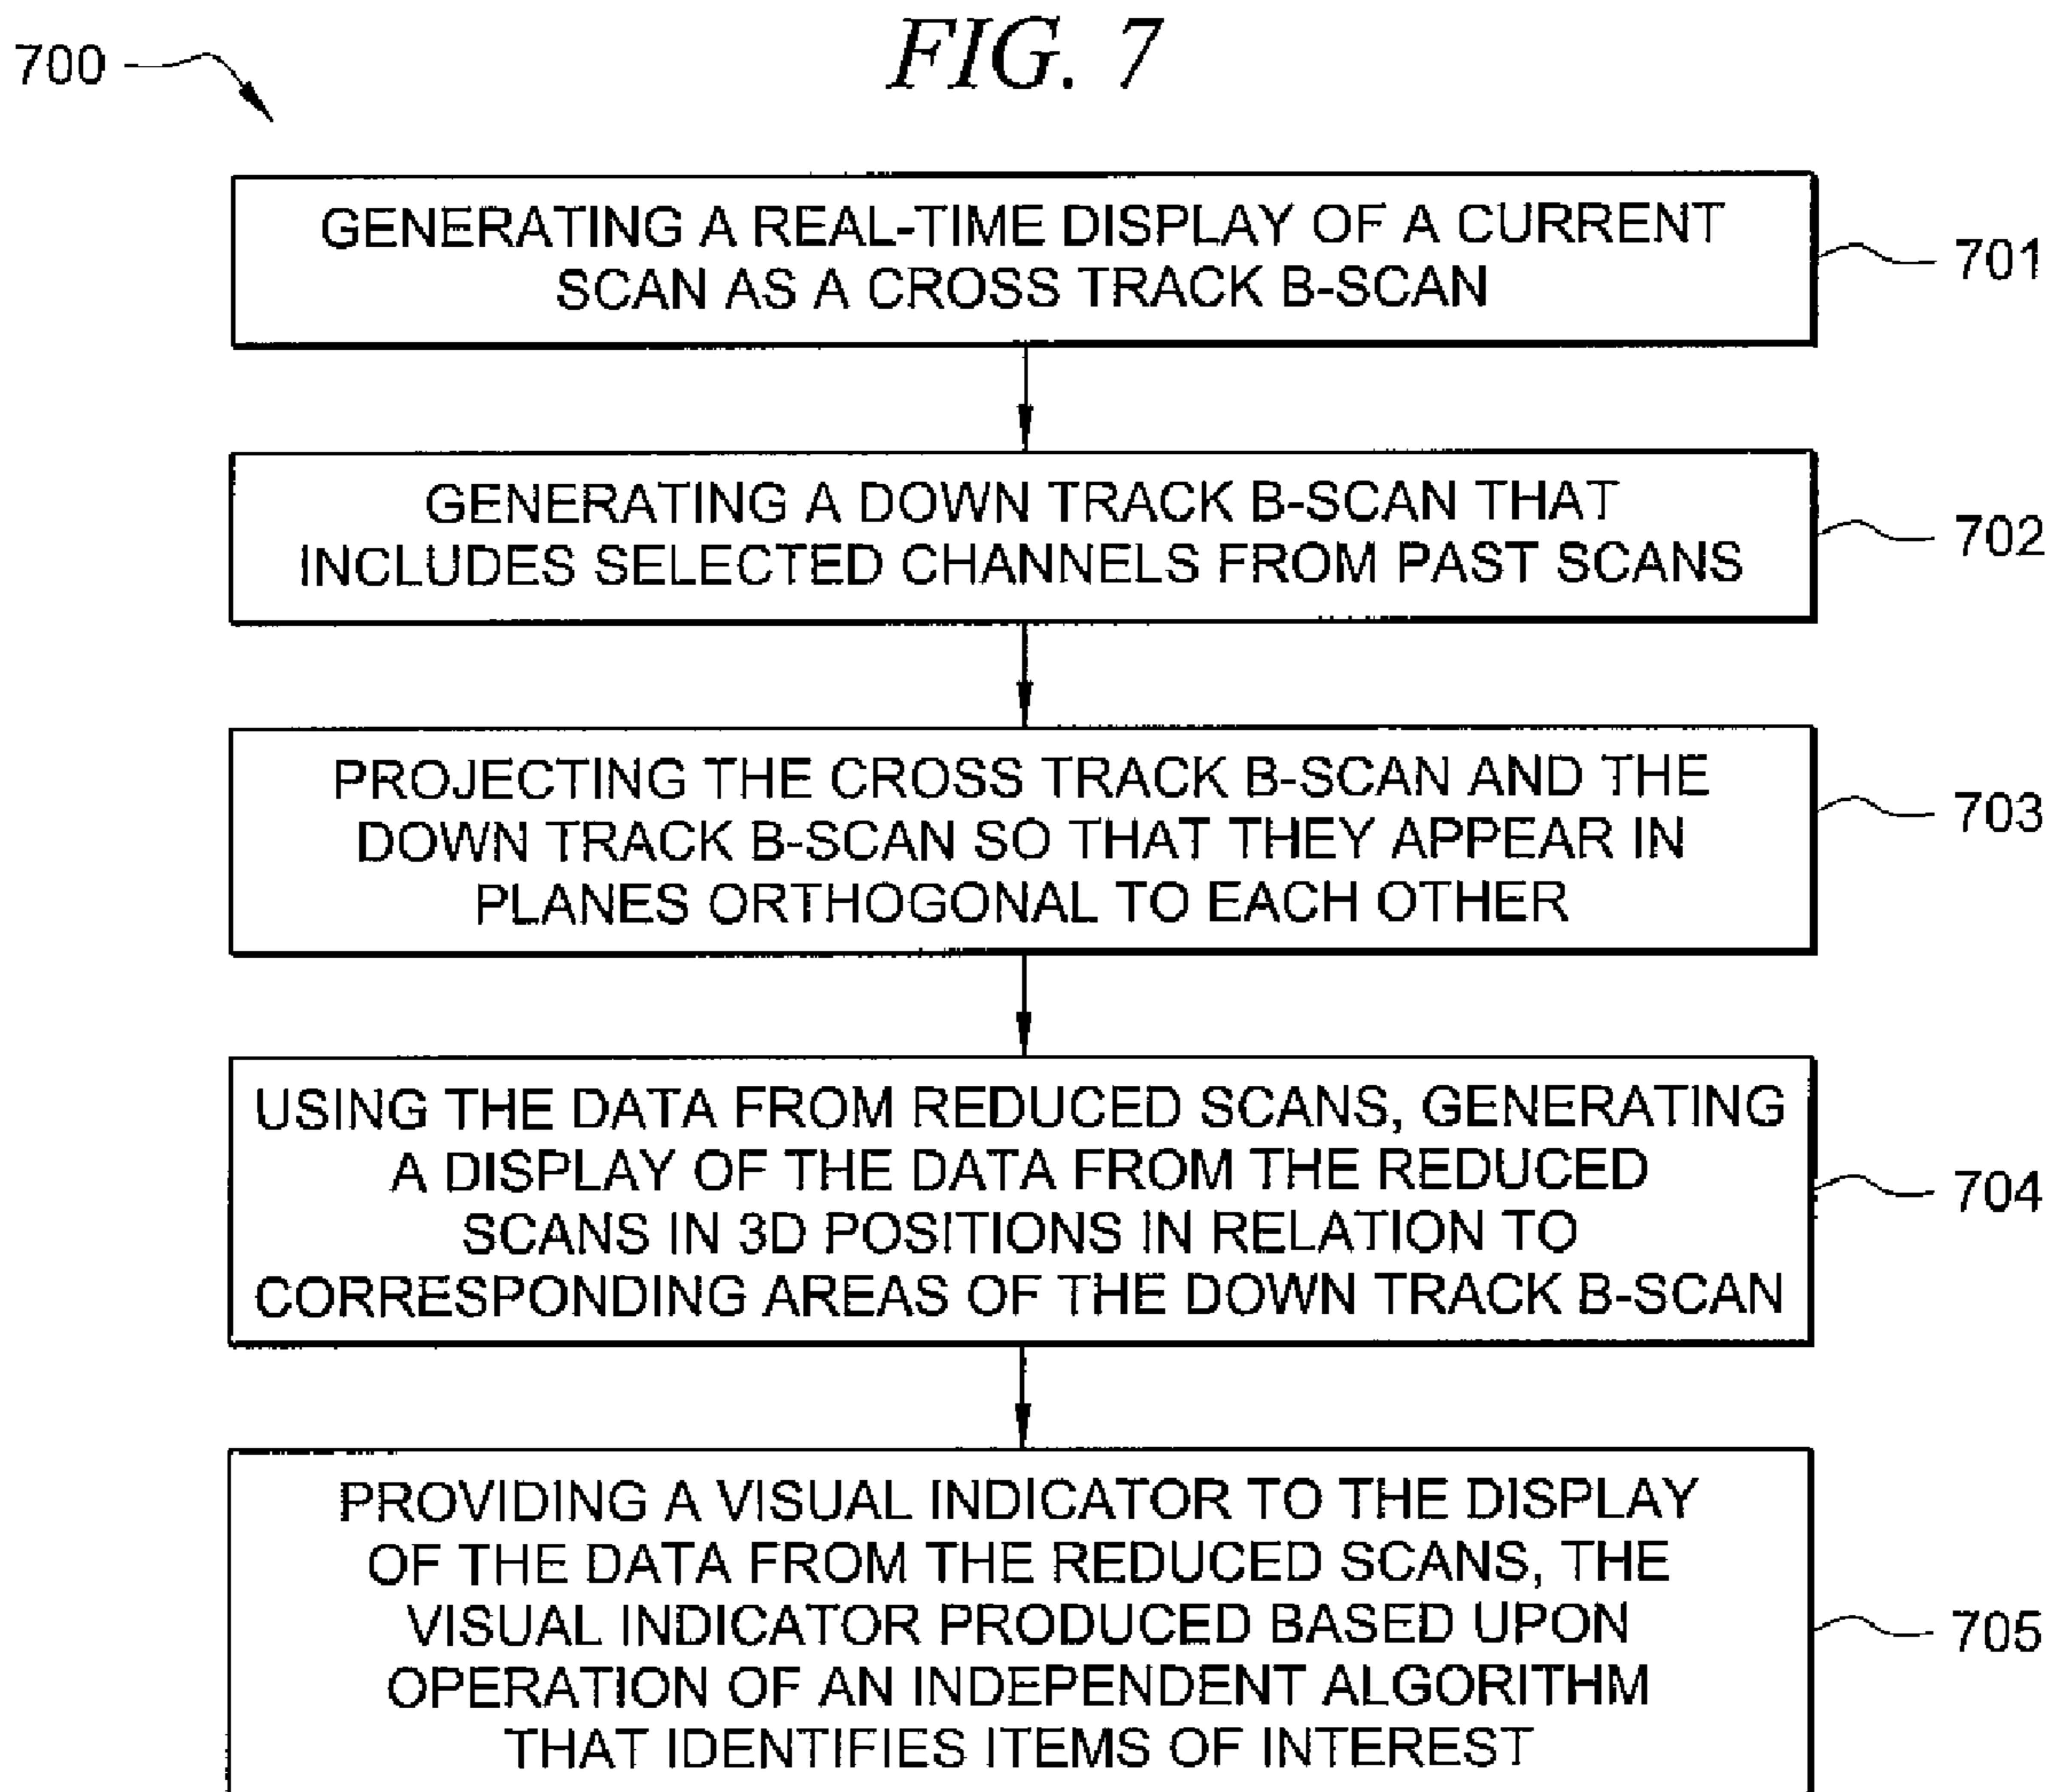 FIG. 7
700
GENERATING A REAL-TIME DISPLAY OF A CURRENT
SCAN AS A CROSS TRACK B-SCAN
701
GENERATING A DOWN TRACK B-SCAN THAT
INCLUDES SELECTED CHANNELS FROM PAST SCANS
702
PROJECTING THE CROSS TRACK B-SCAN AND THE
DOWN TRACK B-SCAN SO THAT THEY APPEAR IN
PLANES ORTHOGONAL TO EACH OTHER
703
USING THE DATA FROM REDUCED SCANS, GENERATING
A DISPLAY OF THE DATA FROM THE REDUCED
SCANS IN 3D POSITIONS IN RELATION TO
CORRESPONDING AREAS OF THE DOWN TRACK B-SCAN
704
PROVIDING A VISUAL INDICATOR TO THE DISPLAY
OF THE DATA FROM THE REDUCED SCANS, THE
VISUAL INDICATOR PRODUCED BASED UPON
OPERATION OF AN INDEPENDENT ALGORITHM
THAT IDENTIFIES ITEMS OF INTEREST
705